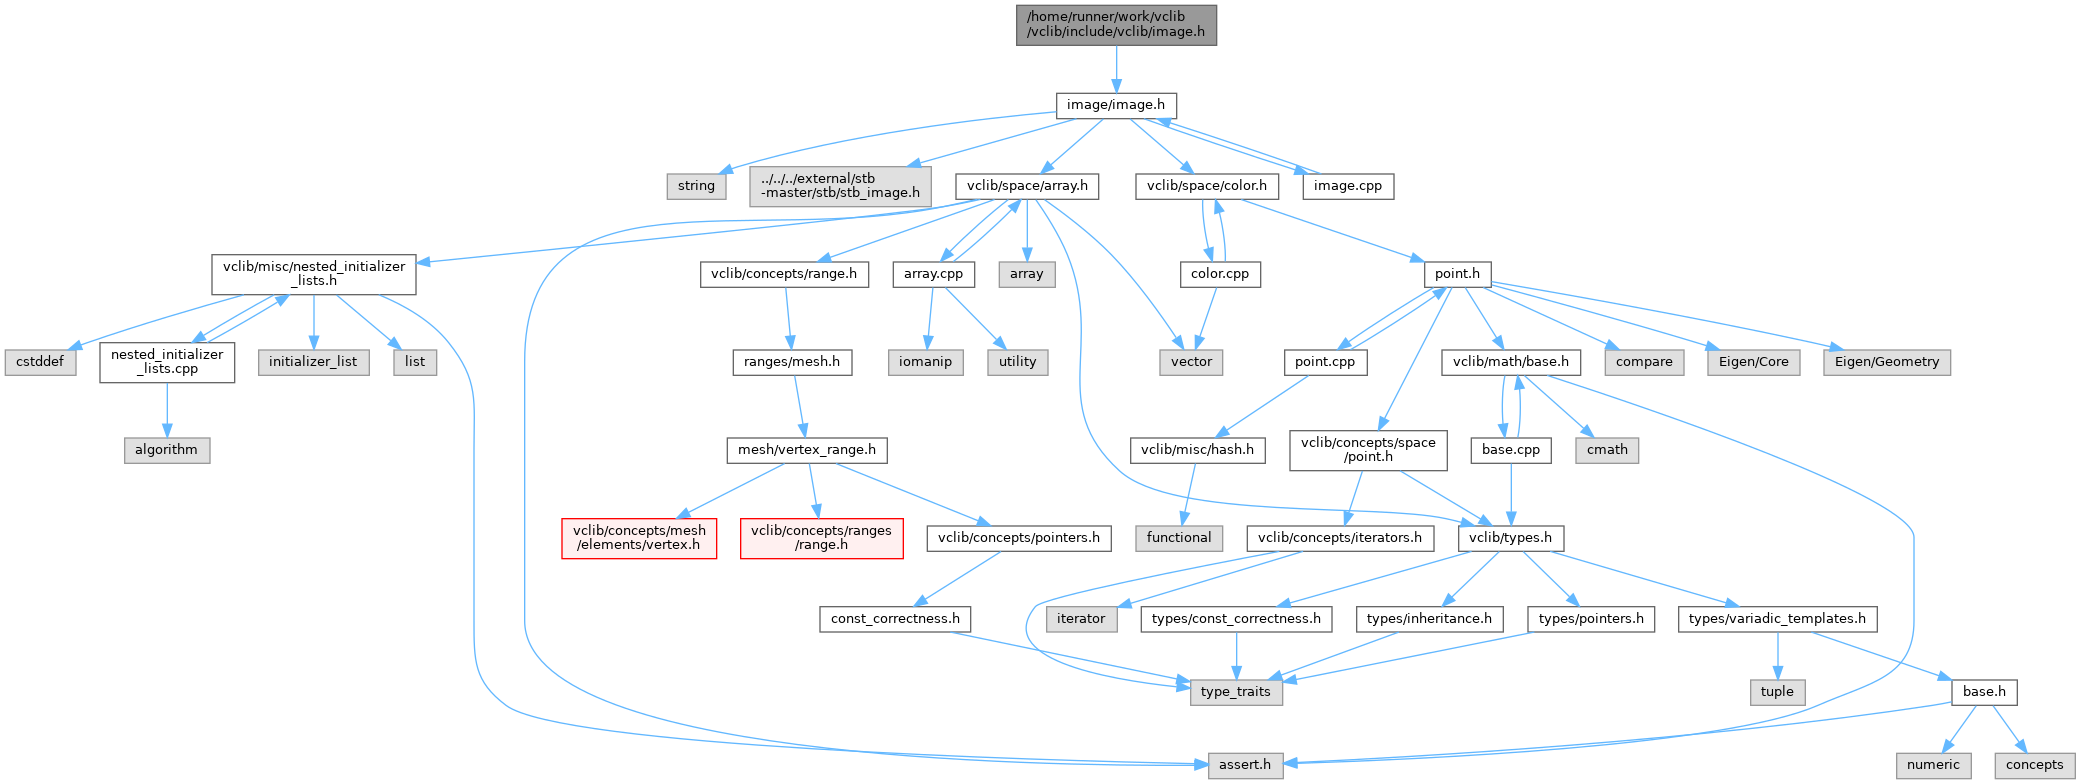 /home/runner/work/vclib
/vclib/include/vclib/image.h
image/image.h
string
../../../external/stb
-master/stb/stb_image.h
vclib/space/array.h
vclib/space/color.h
image.cpp
vclib/misc/nested_initializer
_lists.h
vclib/concepts/range.h
array.cpp
array
color.cpp
point.h
cstddef
nested_initializer
_lists.cpp
initializer_list
list
ranges/mesh.h
iomanip
utility
vector
point.cpp
vclib/math/base.h
compare
Eigen/Core
Eigen/Geometry
algorithm
mesh/vertex_range.h
vclib/misc/hash.h
vclib/concepts/space
/point.h
base.cpp
cmath
vclib/concepts/mesh
/elements/vertex.h
vclib/concepts/ranges
/range.h
vclib/concepts/pointers.h
functional
vclib/concepts/iterators.h
vclib/types.h
const_correctness.h
iterator
types/const_correctness.h
types/inheritance.h
types/pointers.h
types/variadic_templates.h
type_traits
tuple
base.h
assert.h
numeric
concepts